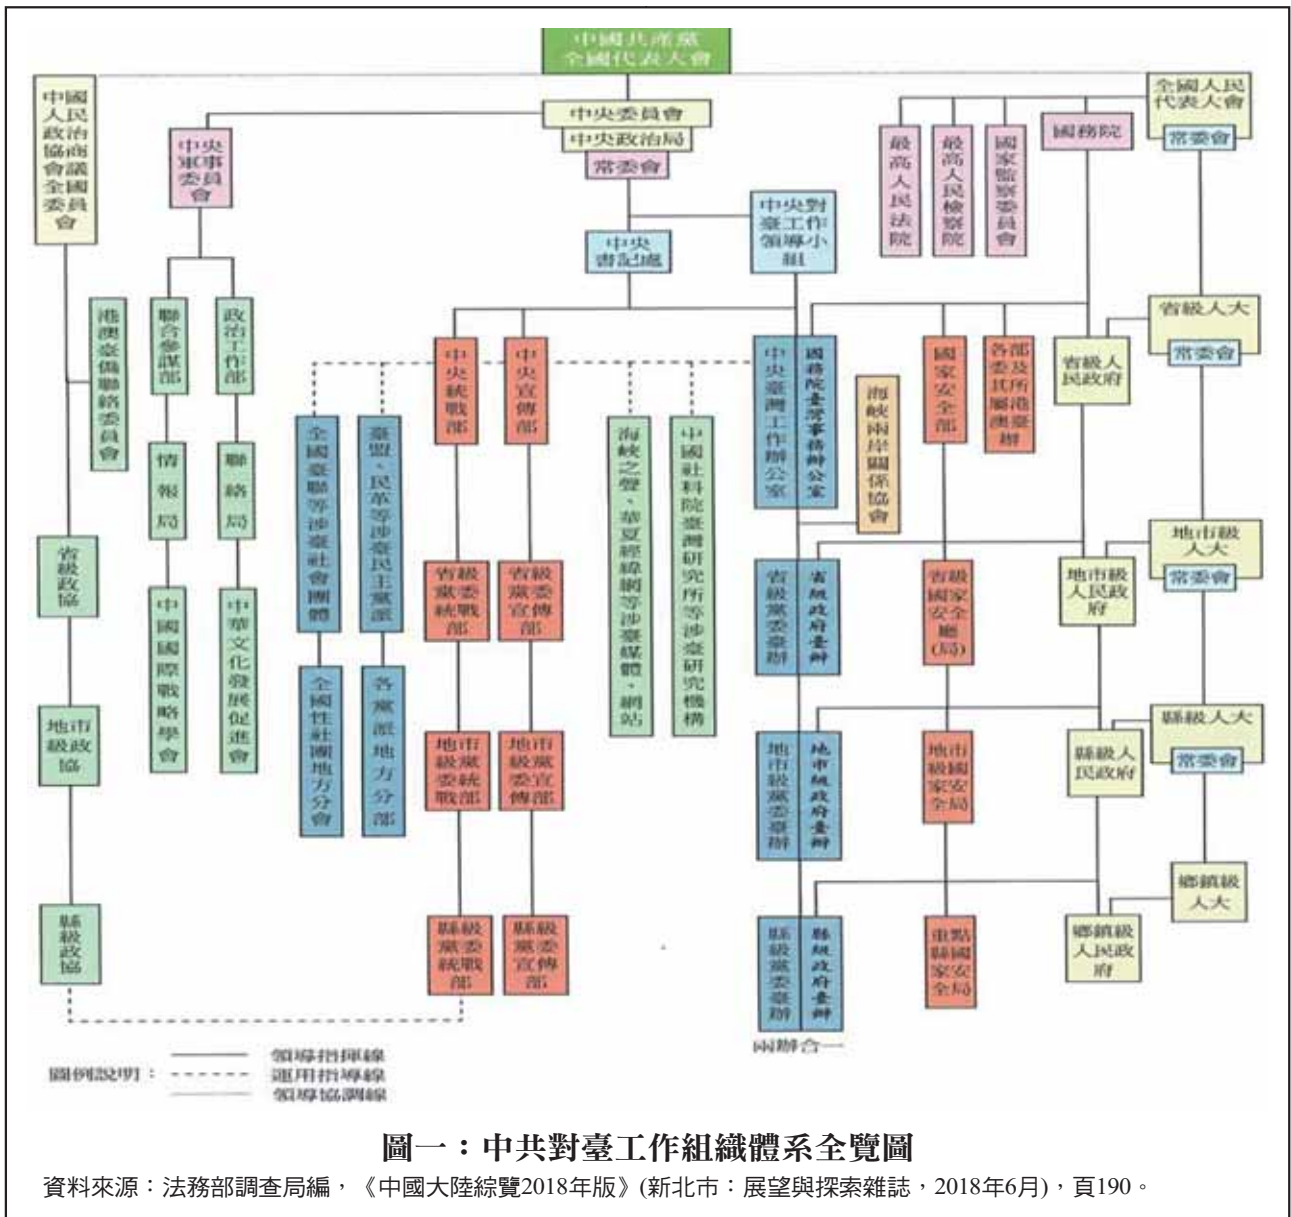 中國共產黨
全國代表大會
中國
人民
政治
協商
會議
全國
委員
會
中央
軍事
委員
會
中央委員會
中央政治局
常委會
中央
書記處
中央對
臺工作
領導小
組
最高人民法院
最高人民檢察院
國家監察委員會
國務院
全國人民
代表大會
常委會
港澳臺僑聯絡委員會
聯合參謀部
政治工作部
情報局
聯絡局
中國國際戰略學會
中華文化發展促進會
省級政協
地市
級政
協
縣級政協
全國臺聯等涉臺社會團體
臺盟、民革等涉臺民主黨派
全國性社團地方分會
各黨派地方分部
中央統戰部
中央宣傳部
省級
黨委
統戰
部
省級
黨委
宣傳
部
地市
級黨
委統
戰部
地市
級黨
委宣
傳部
縣級
黨委
統戰
部
縣級
黨委
宣傳
部
海峽之聲、華夏經緯網等涉臺媒體、網站
中國社科院臺灣研究所等涉臺研究機構
中央臺灣工作辦公室
國務院臺灣事務辦公室
海峽兩岸關係協會
國家安全部
各部
委及
其所
屬港
澳臺
辦
省級人
民政府
省級人大
常委會
省級黨委臺辦
省級政府臺辦
省級
國家
安全
廳
(局)
地市級
人民政
府
地市級
人大
常委會
地市級黨委臺辦
地市級政府臺辦
地市
級國
家安
全局
縣級人
民政府
縣級人大
常委會
縣級黨委臺辦
縣級政府臺辦
重點
縣國
家安
全局
鄉鎮級
人民政
府
鄉鎮級
人大
兩辦合一
圖例說明：
領導指揮線
運用指導線
領導協調線
圖一：中共對臺工作組織體系全覽圖
資料來源：法務部調查局編，《中國大陸綜覽2018年版》(新北市：展望與探索雜誌，2018年6月)，頁190。